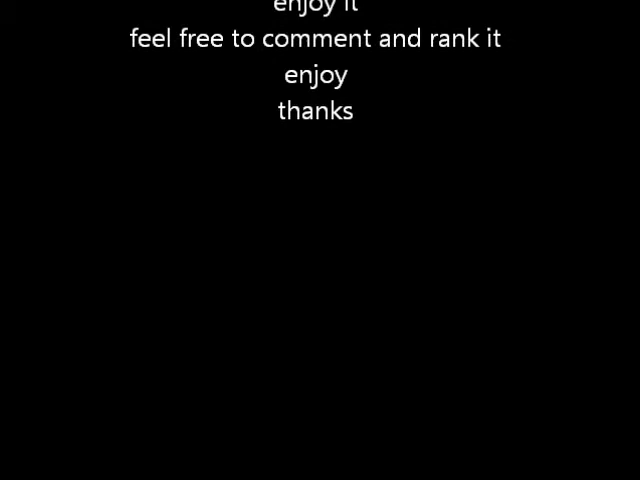 enjoy it
feel free to comment and rank it
enjoy
thanks